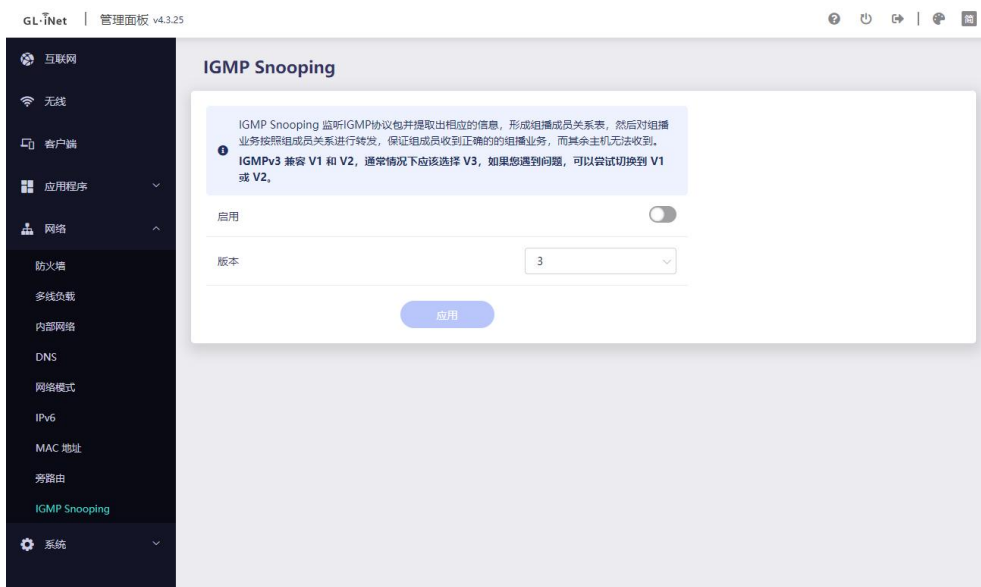 GL·iNet | 管理面板 v4.3.25
简
互联网
无线
客户端
应用程序
网络
防火墙
多线负载
内部网络
DNS
网络模式
IPv6
MAC 地址
旁路由
IGMP Snooping
系统
IGMP Snooping
IGMP Snooping 监听IGMP协议包并提取出相应的信息，形成组播成员关系表，然后对组播
业务按照组成员关系进行转发，保证组成员收到正确的的组播业务，而其余主机无法收到。
IGMPv3 兼容 V1 和 V2，通常情况下应该选择 V3，如果您遇到问题，可以尝试切换到 V1
或 V2。
启用
版本
3
应用